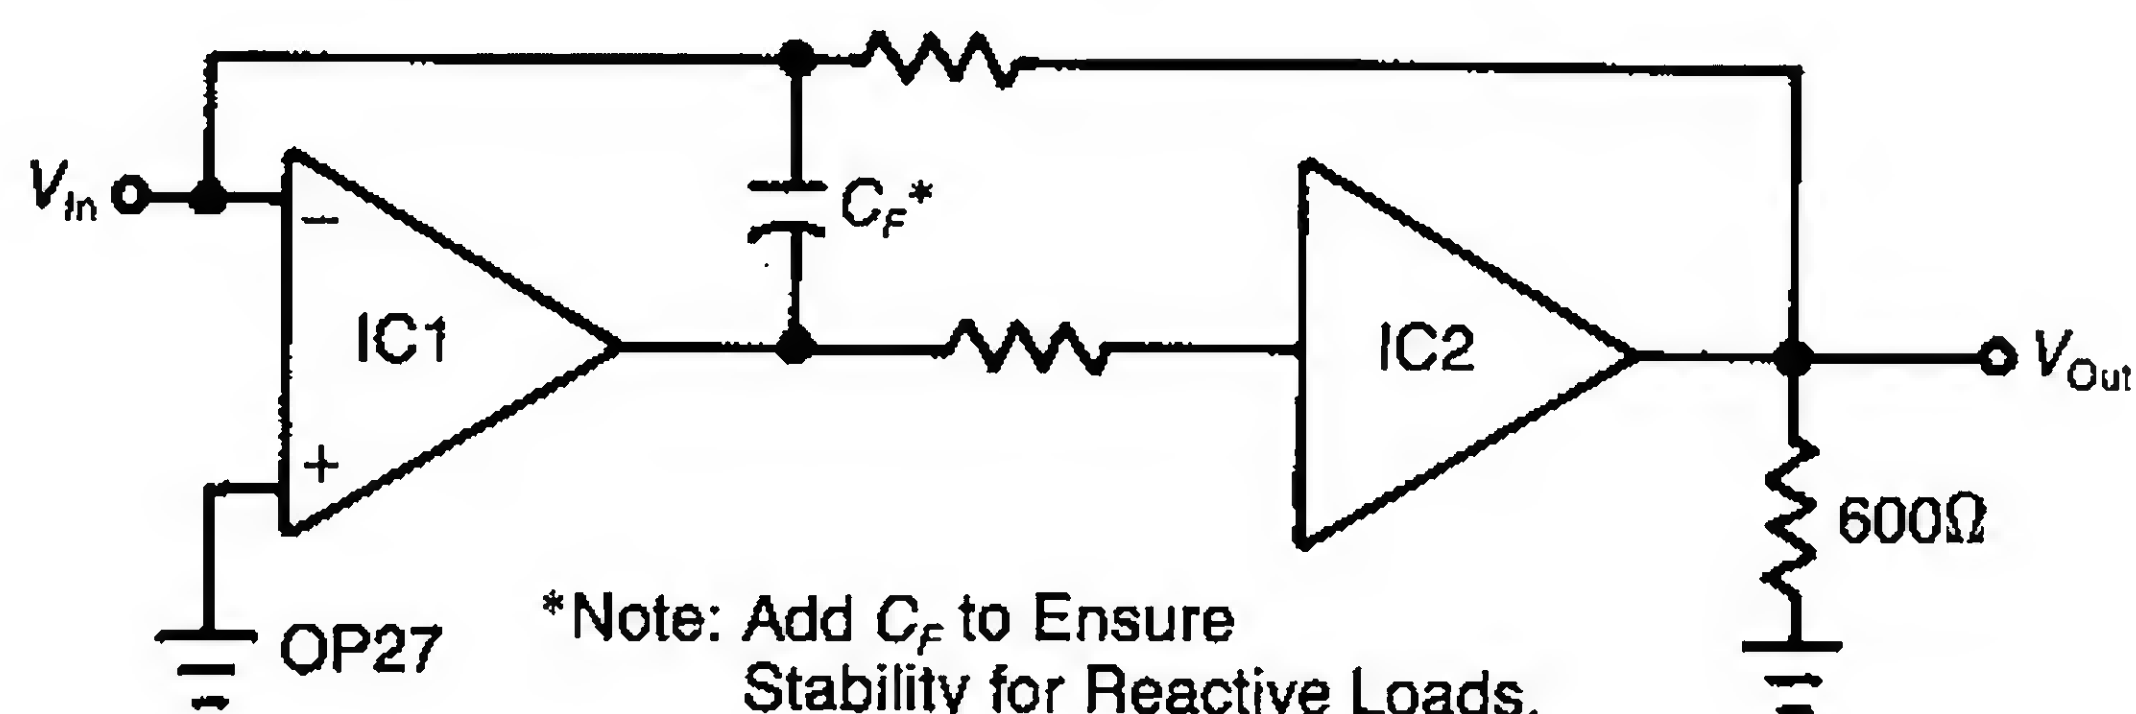 V_In
−
C_F*
IC1
IC2
V_Out
+
600Ω
OP27
*Note: Add C_F to Ensure
Stability for Reactive Loads.